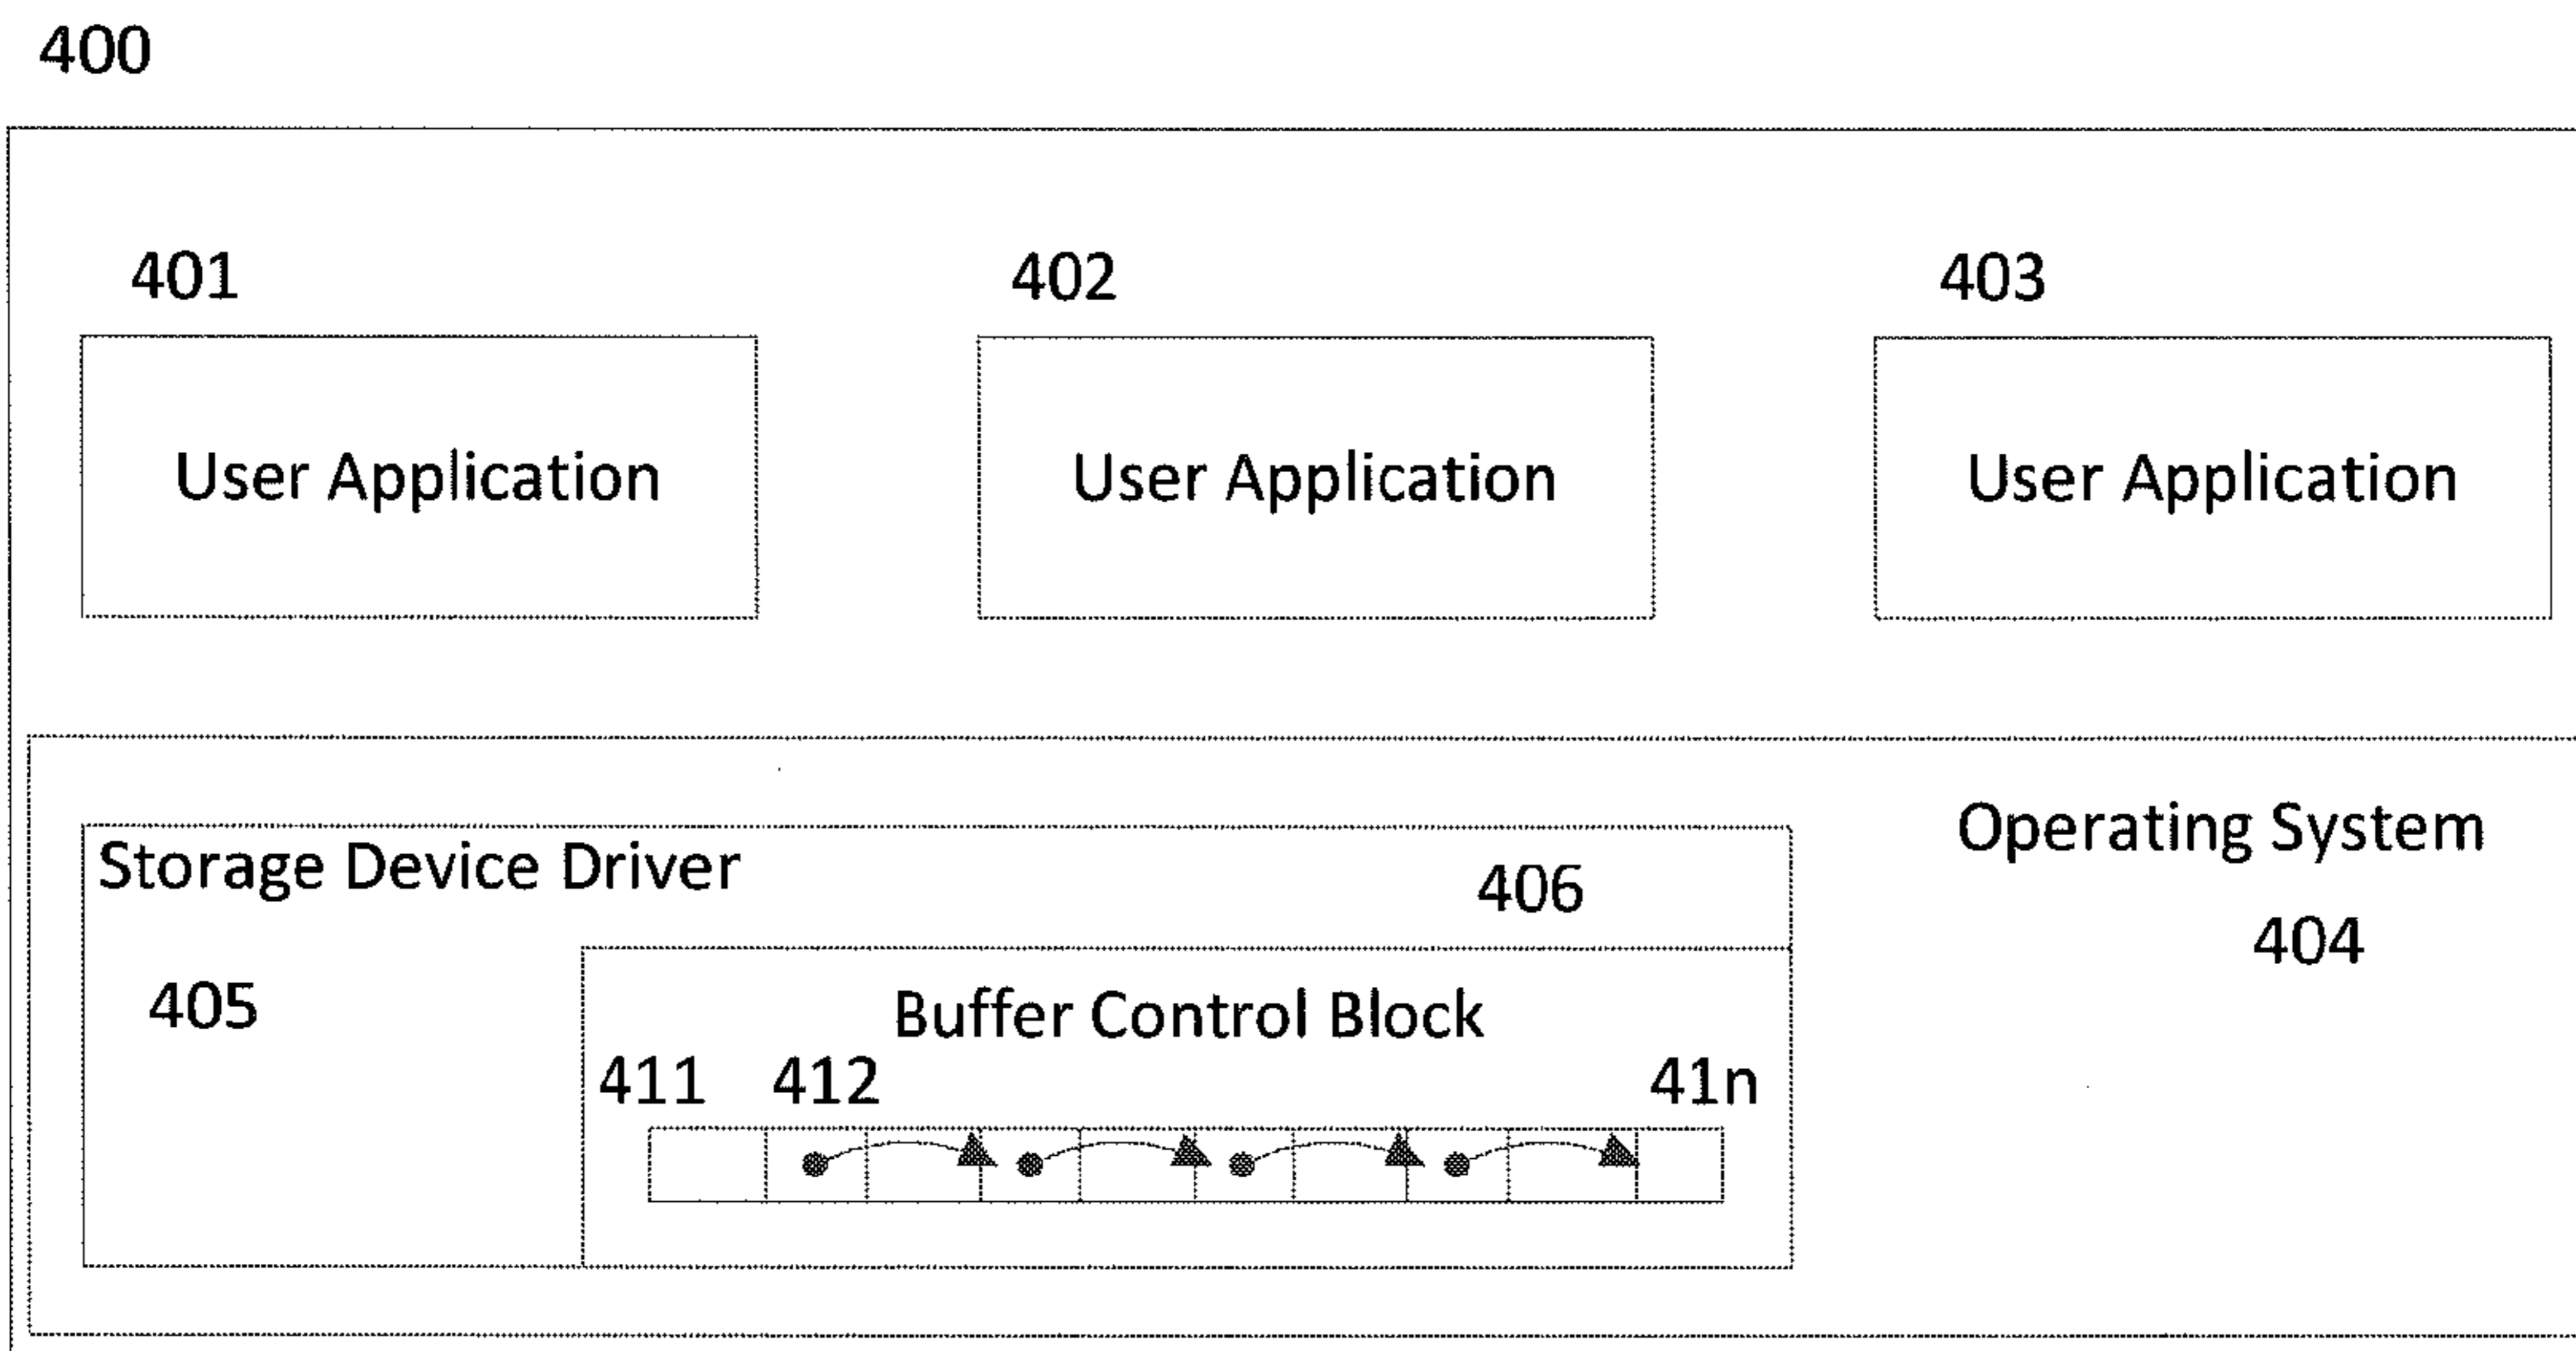 400
401
402
403
User Application
User Application
User Application
Operating System
404
Storage Device Driver
406
405
Buffer Control Block
411
412
41n